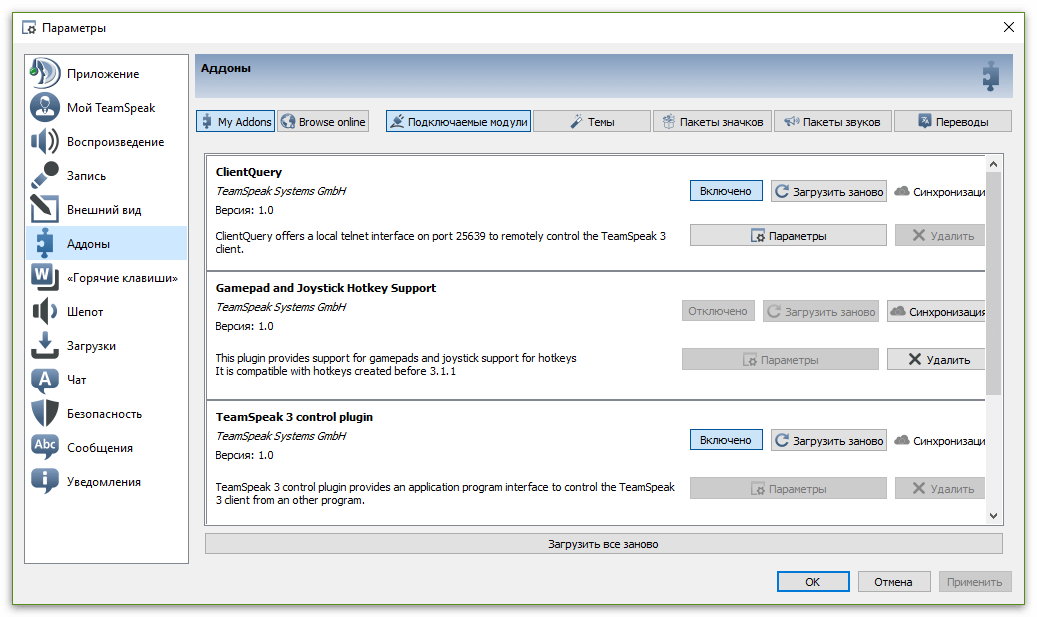 Параметры
Приложение
Мой TeamSpeak
Воспроизведение
Запись
Внешний вид
Аддоны
«Горячие клавиши»
Шепот
Загрузки
Чат
Безопасность
Сообщения
Уведомления
Аддоны
My Addons
Browse online
Подключаемые модули
Темы
Пакеты значков
Пакеты звуков
Переводы
ClientQuery
TeamSpeak Systems GmbH
Версия: 1.0
Включено
Загрузить заново
Синхронизаци
ClientQuery offers a local telnet interface on port 25639 to remotely control the TeamSpeak 3
client.
Параметры
Удалить
Gamepad and Joystick Hotkey Support
TeamSpeak Systems GmbH
Версия: 1.0
Отключено
Загрузить заново
Синхронизация
This plugin provides support for gamepads and joystick support for hotkeys
It is compatible with hotkeys created before 3.1.1
Параметры
Удалить
TeamSpeak 3 control plugin
TeamSpeak Systems GmbH
Версия: 1.0
Включено
Загрузить заново
Синхронизаци
TeamSpeak 3 control plugin provides an application program interface to control the TeamSpeak
3 client from an other program.
Параметры
Удалить
Загрузить все заново
OK
Отмена
Применить
W
A
Abc